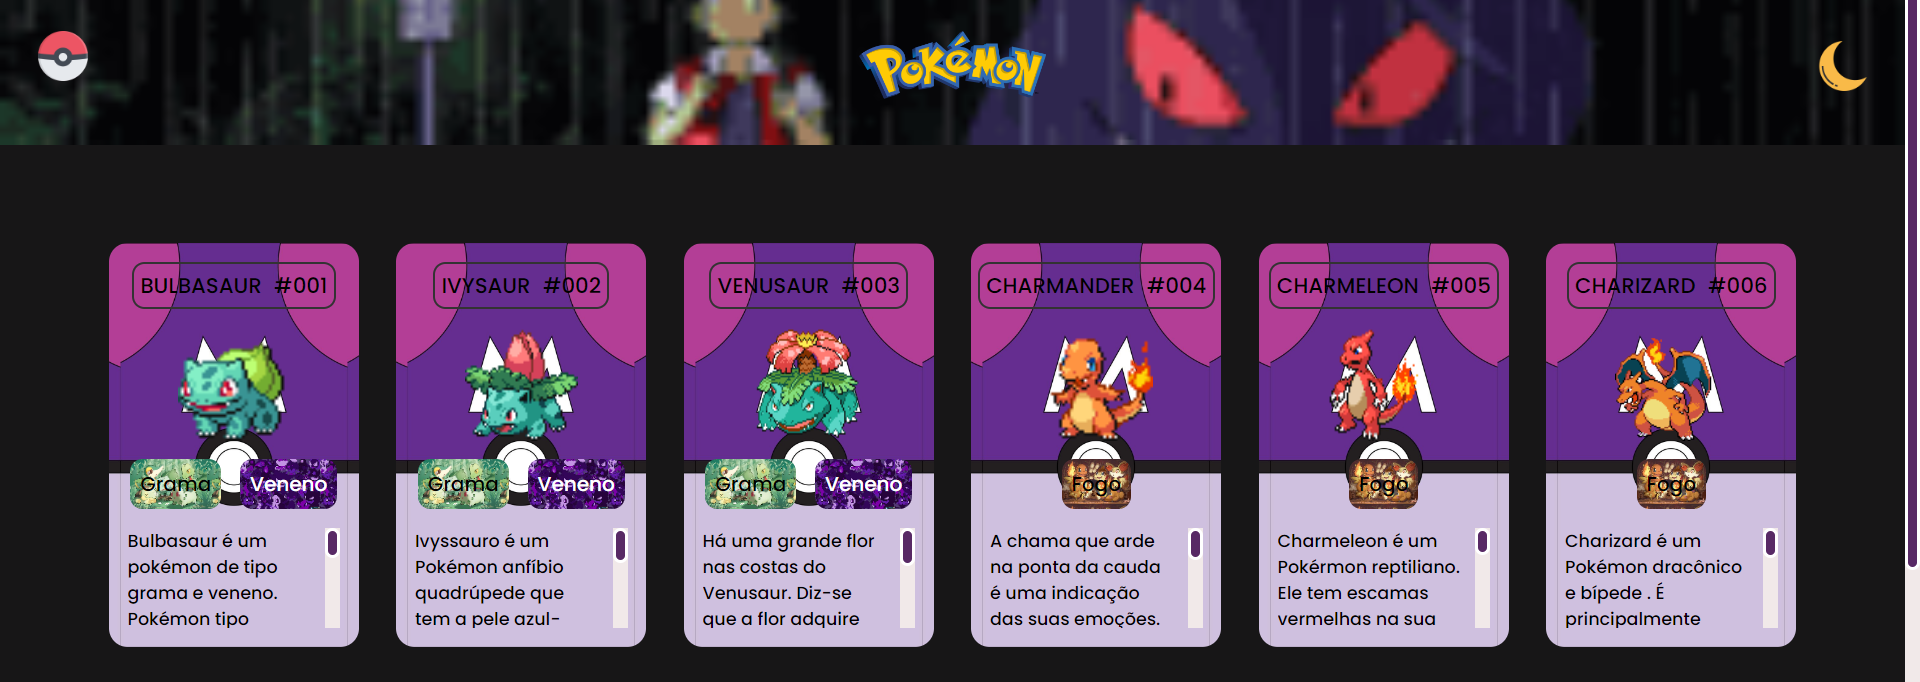 POKéMON
BULBASAUR #001
Grama Veneno
Bulbasaur é um
pokémon de tipo
grama e veneno.
Pokémon tipo
IVYSAUR #002
Grama Veneno
Ivyssauro é um
Pokémon anfíbio
quadrúpede que
tem a pele azul-
VENUSAUR #003
Grama Veneno
Há uma grande flor
nas costas do
Venusaur. Diz-se
que a flor adquire
CHARMANDER #004
Fogo
A chama que arde
na ponta da cauda
é uma indicação
das suas emoções.
CHARMELEON #005
Fogo
Charmeleon é um
Pokérmon reptiliano.
Ele tem escamas
vermelhas na sua
CHARIZARD #006
Fogo
Charizard é um
Pokémon dracônico
e bípede . É
principalmente